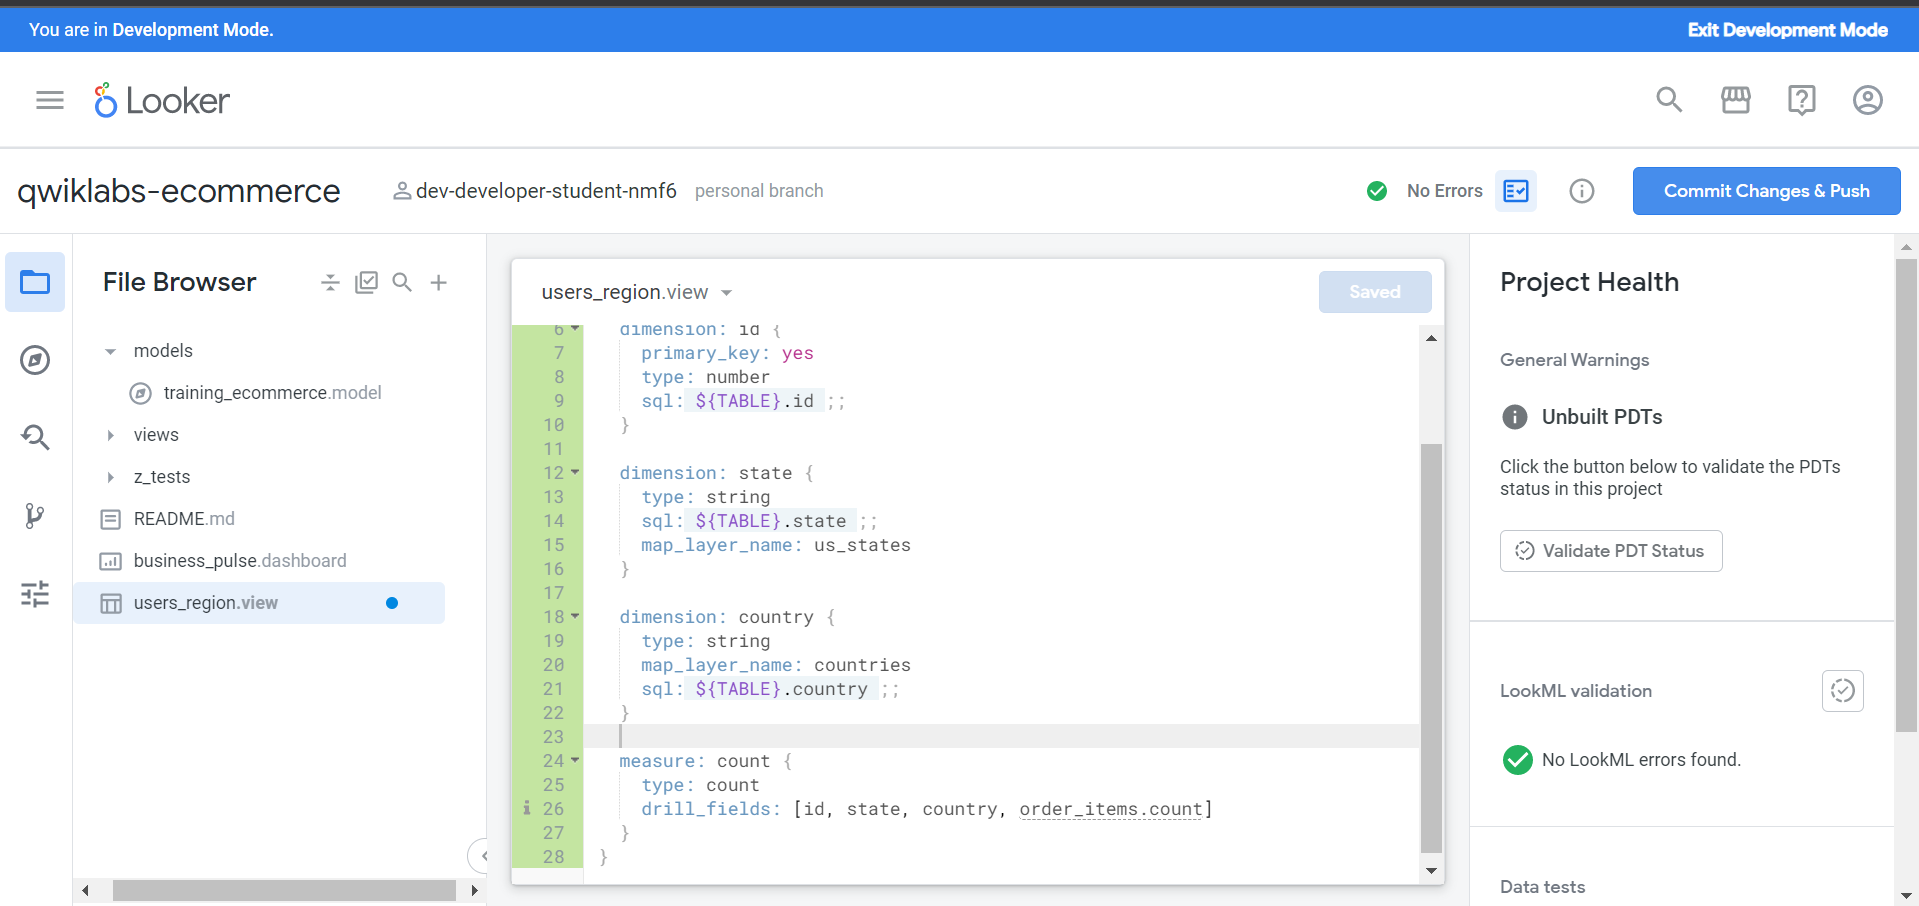 You are in Development Mode.
Exit Development Mode
Looker
qwiklabs-ecommerce
dev-developer-student-nmf6 personal branch
No Errors
Commit Changes & Push
File Browser
models
training_ecommerce.model
views
z_tests
README.md
business_pulse.dashboard
users_region.view
users_region.view
Saved
6 dimension: id {
7 primary_key: yes
8 type: number
9 sql: ${TABLE}.id ;;
10 }
11
12 dimension: state {
13 type: string
14 sql: ${TABLE}.state ;;
15 map_layer_name: us_states
16 }
17
18 dimension: country {
19 type: string
20 map_layer_name: countries
21 sql: ${TABLE}.country ;;
22 }
23
24 measure: count {
25 type: count
26 drill_fields: [id, state, country, order_items.count]
27 }
28 }
Project Health
General Warnings
Unbuilt PDTs
Click the button below to validate the PDTs
status in this project
Validate PDT Status
LookML validation
No LookML errors found.
Data tests